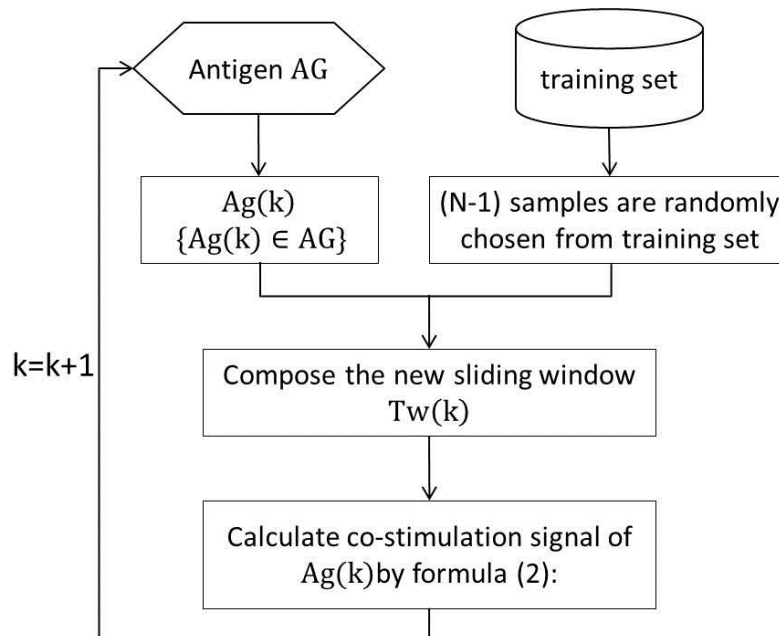 Antigen AG
training set
Ag(k)
{Ag(k) ∈ AG}
(N-1) samples are randomly
chosen from training set
k=k+1
Compose the new sliding window
Tw(k)
Calculate co-stimulation signal of
Ag(k)by formula (2):